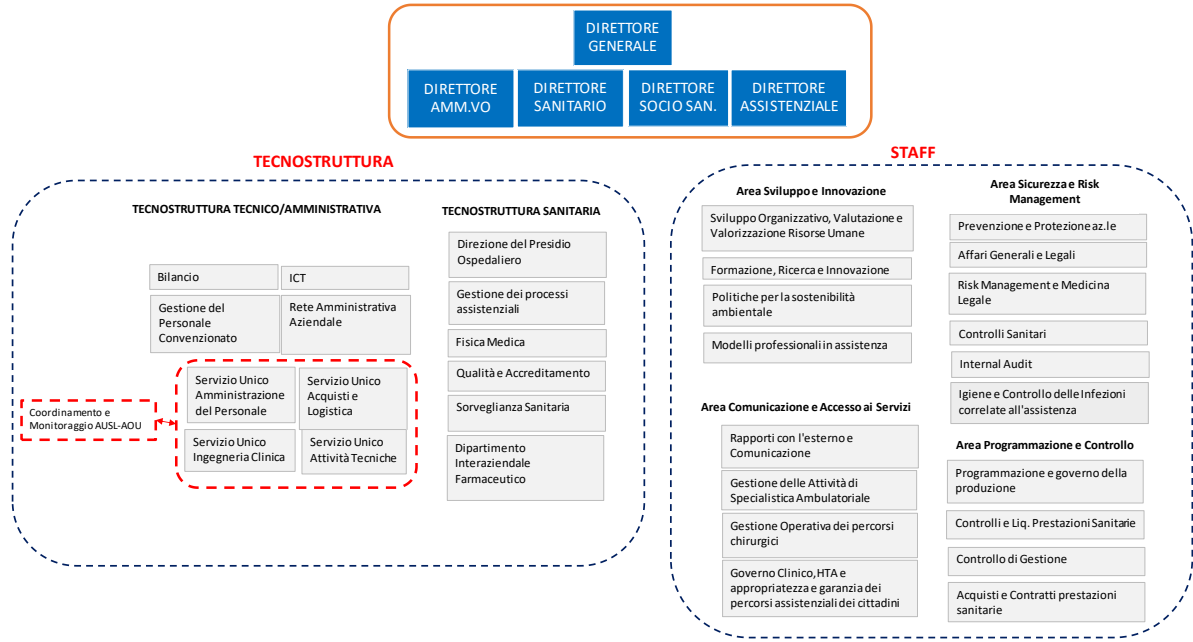 DIRETTORE
GENERALE
DIRETTORE
AMM.VO
DIRETTORE
SANITARIO
DIRETTORE
SOCIO SAN.
DIRETTORE
ASSISTENZIALE
TECNOSTRUTTURA
TECNOSTRUTTURA TECNICO/AMMINISTRATIVA
Bilancio
ICT
Gestione del
Personale
Convenzionato
Rete Amministrativa
Aziendale
Servizio Unico
Amministrazione
del Personale
Servizio Unico
Acquisti e
Logistica
Servizio Unico
Ingegneria Clinica
Servizio Unico
Attività Tecniche
Coordinamento e
Monitoraggio AUSL-AOU
TECNOSTRUTTURA SANITARIA
Direzione del Presidio
Ospedaliero
Gestione dei processi
assistenziali
Fisica Medica
Qualità e Accreditamento
Sorveglianza Sanitaria
Dipartimento
Interaziendale
Farmaceutico
STAFF
Area Sviluppo e Innovazione
Sviluppo Organizzativo, Valutazione e
Valorizzazione Risorse Umane
Formazione, Ricerca e Innovazione
Politiche per la sostenibilità
ambientale
Modelli professionali in assistenza
Area Comunicazione e Accesso ai Servizi
Rapporti con l'esterno e
Comunicazione
Gestione delle Attività di
Specialistica Ambulatoriale
Gestione Operativa dei percorsi
chirurgici
Governo Clinico,HTA e
appropriatezza e garanzia dei
percorsi assistenziali dei cittadini
Area Sicurezza e Risk
Management
Prevenzione e Protezione az.le
Affari Generali e Legali
Risk Management e Medicina
Legale
Controlli Sanitari
Internal Audit
Igiene e Controllo delle Infezioni
correlate all'assistenza
Area Programmazione e Controllo
Programmazione e governo della
produzione
Controlli e Liq. Prestazioni Sanitarie
Controllo di Gestione
Acquisti e Contratti prestazioni
sanitarie